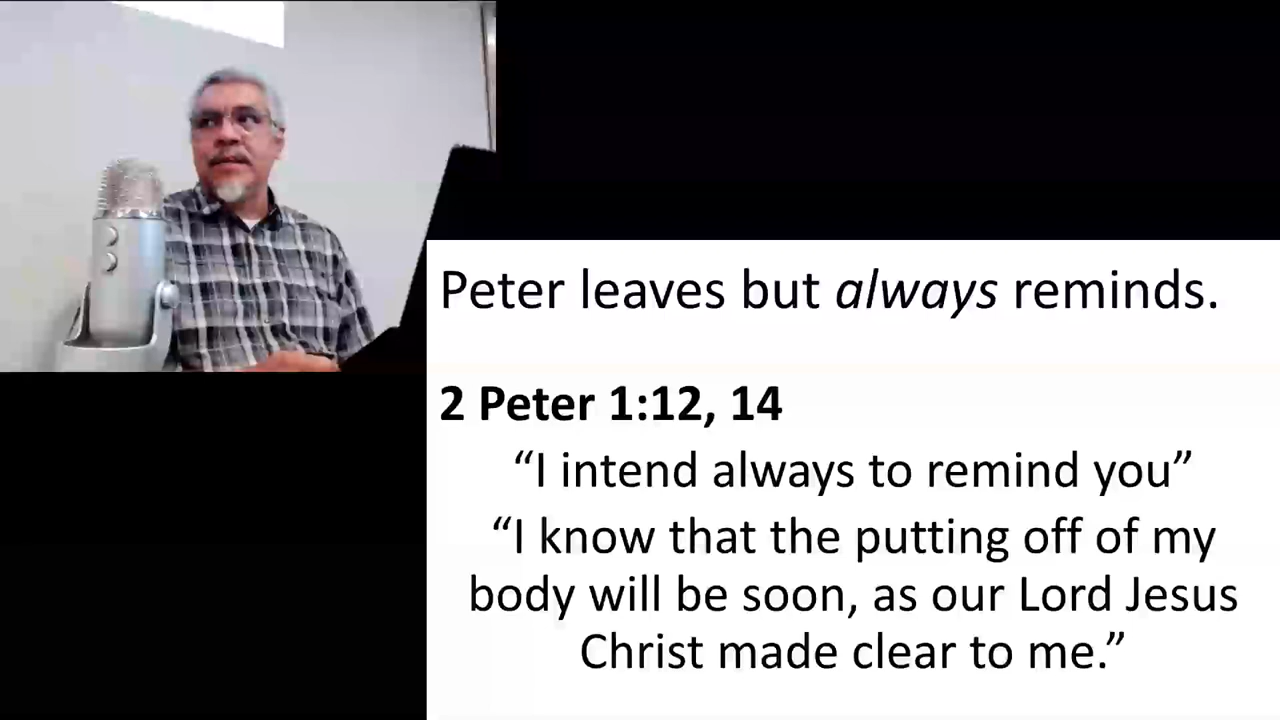 Peter leaves but always reminds.
2 Peter 1:12, 14
“I intend always to remind you”
“I know that the putting off of my
body will be soon, as our Lord Jesus
Christ made clear to me.”